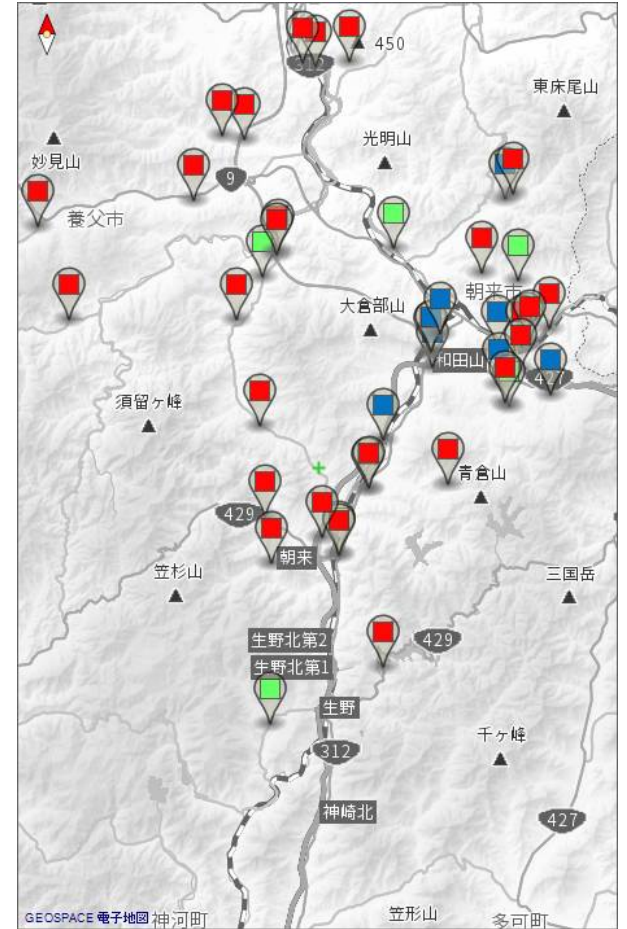 450
東床尾山
光明山
妙見山
9
養父市
朝来市
大倉部山
和田山
427
須留ヶ峰
青倉山
429
朝来
笠杉山
三国岳
生野北第2
429
生野北第1
生野
千ヶ峰
312
神崎北
427
GEOSPACE 電子地図
神河町
笠形山
多可町